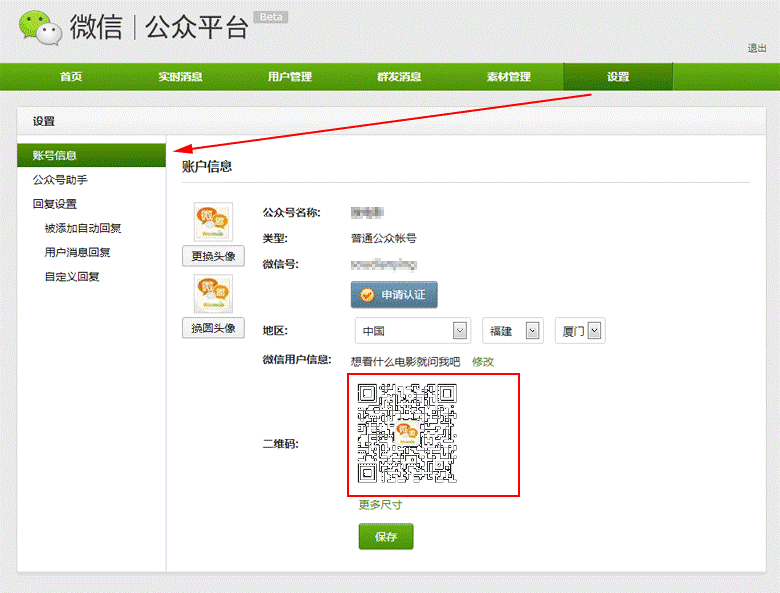 微信 | 公众平台 Beta
退出
首页 实时消息 用户管理 群发消息 素材管理 设置
设置
账号信息
公众号助手
回复设置
被添加自动回复
用户消息回复
自定义回复
账户信息
公众号名称:
类型: 普通公众帐号
更换头像
微信号:
申请认证
换圆头像
地区: 中国 福建 厦门
微信用户信息: 想看什么电影就问我吧 修改
二维码:
更多尺寸
保存